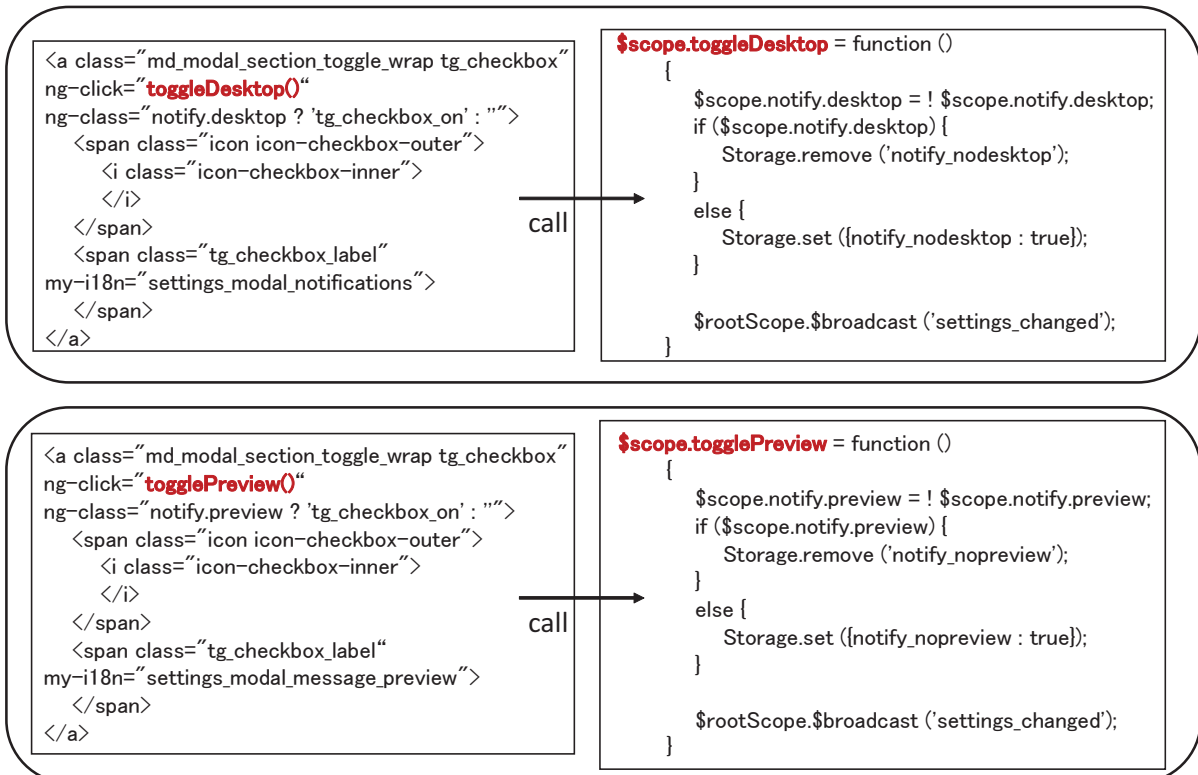 <a class="md_modal_section_toggle_wrap tg_checkbox"
ng-click="toggleDesktop()“
ng-class="notify.desktop ? 'tg_checkbox_on' : ''">
<span class="icon icon-checkbox-outer">
<i class="icon-checkbox-inner">
</i>
</span>
<span class="tg_checkbox_label"
my-i18n="settings_modal_notifications">
</span>
</a>
call
$scope.toggleDesktop = function ()
{
$scope.notify.desktop = ! $scope.notify.desktop;
if ($scope.notify.desktop) {
Storage.remove ('notify_nodesktop');
}
else {
Storage.set ({notify_nodesktop : true});
}
$rootScope.$broadcast ('settings_changed');
}
<a class="md_modal_section_toggle_wrap tg_checkbox"
ng-click="togglePreview()“
ng-class="notify.preview ? 'tg_checkbox_on' : ''">
<span class="icon icon-checkbox-outer">
<i class="icon-checkbox-inner">
</i>
</span>
<span class="tg_checkbox_label“
my-i18n="settings_modal_message_preview">
</span>
</a>
call
$scope.togglePreview = function ()
{
$scope.notify.preview = ! $scope.notify.preview;
if ($scope.notify.preview) {
Storage.remove ('notify_nopreview');
}
else {
Storage.set ({notify_nopreview : true});
}
$rootScope.$broadcast ('settings_changed');
}